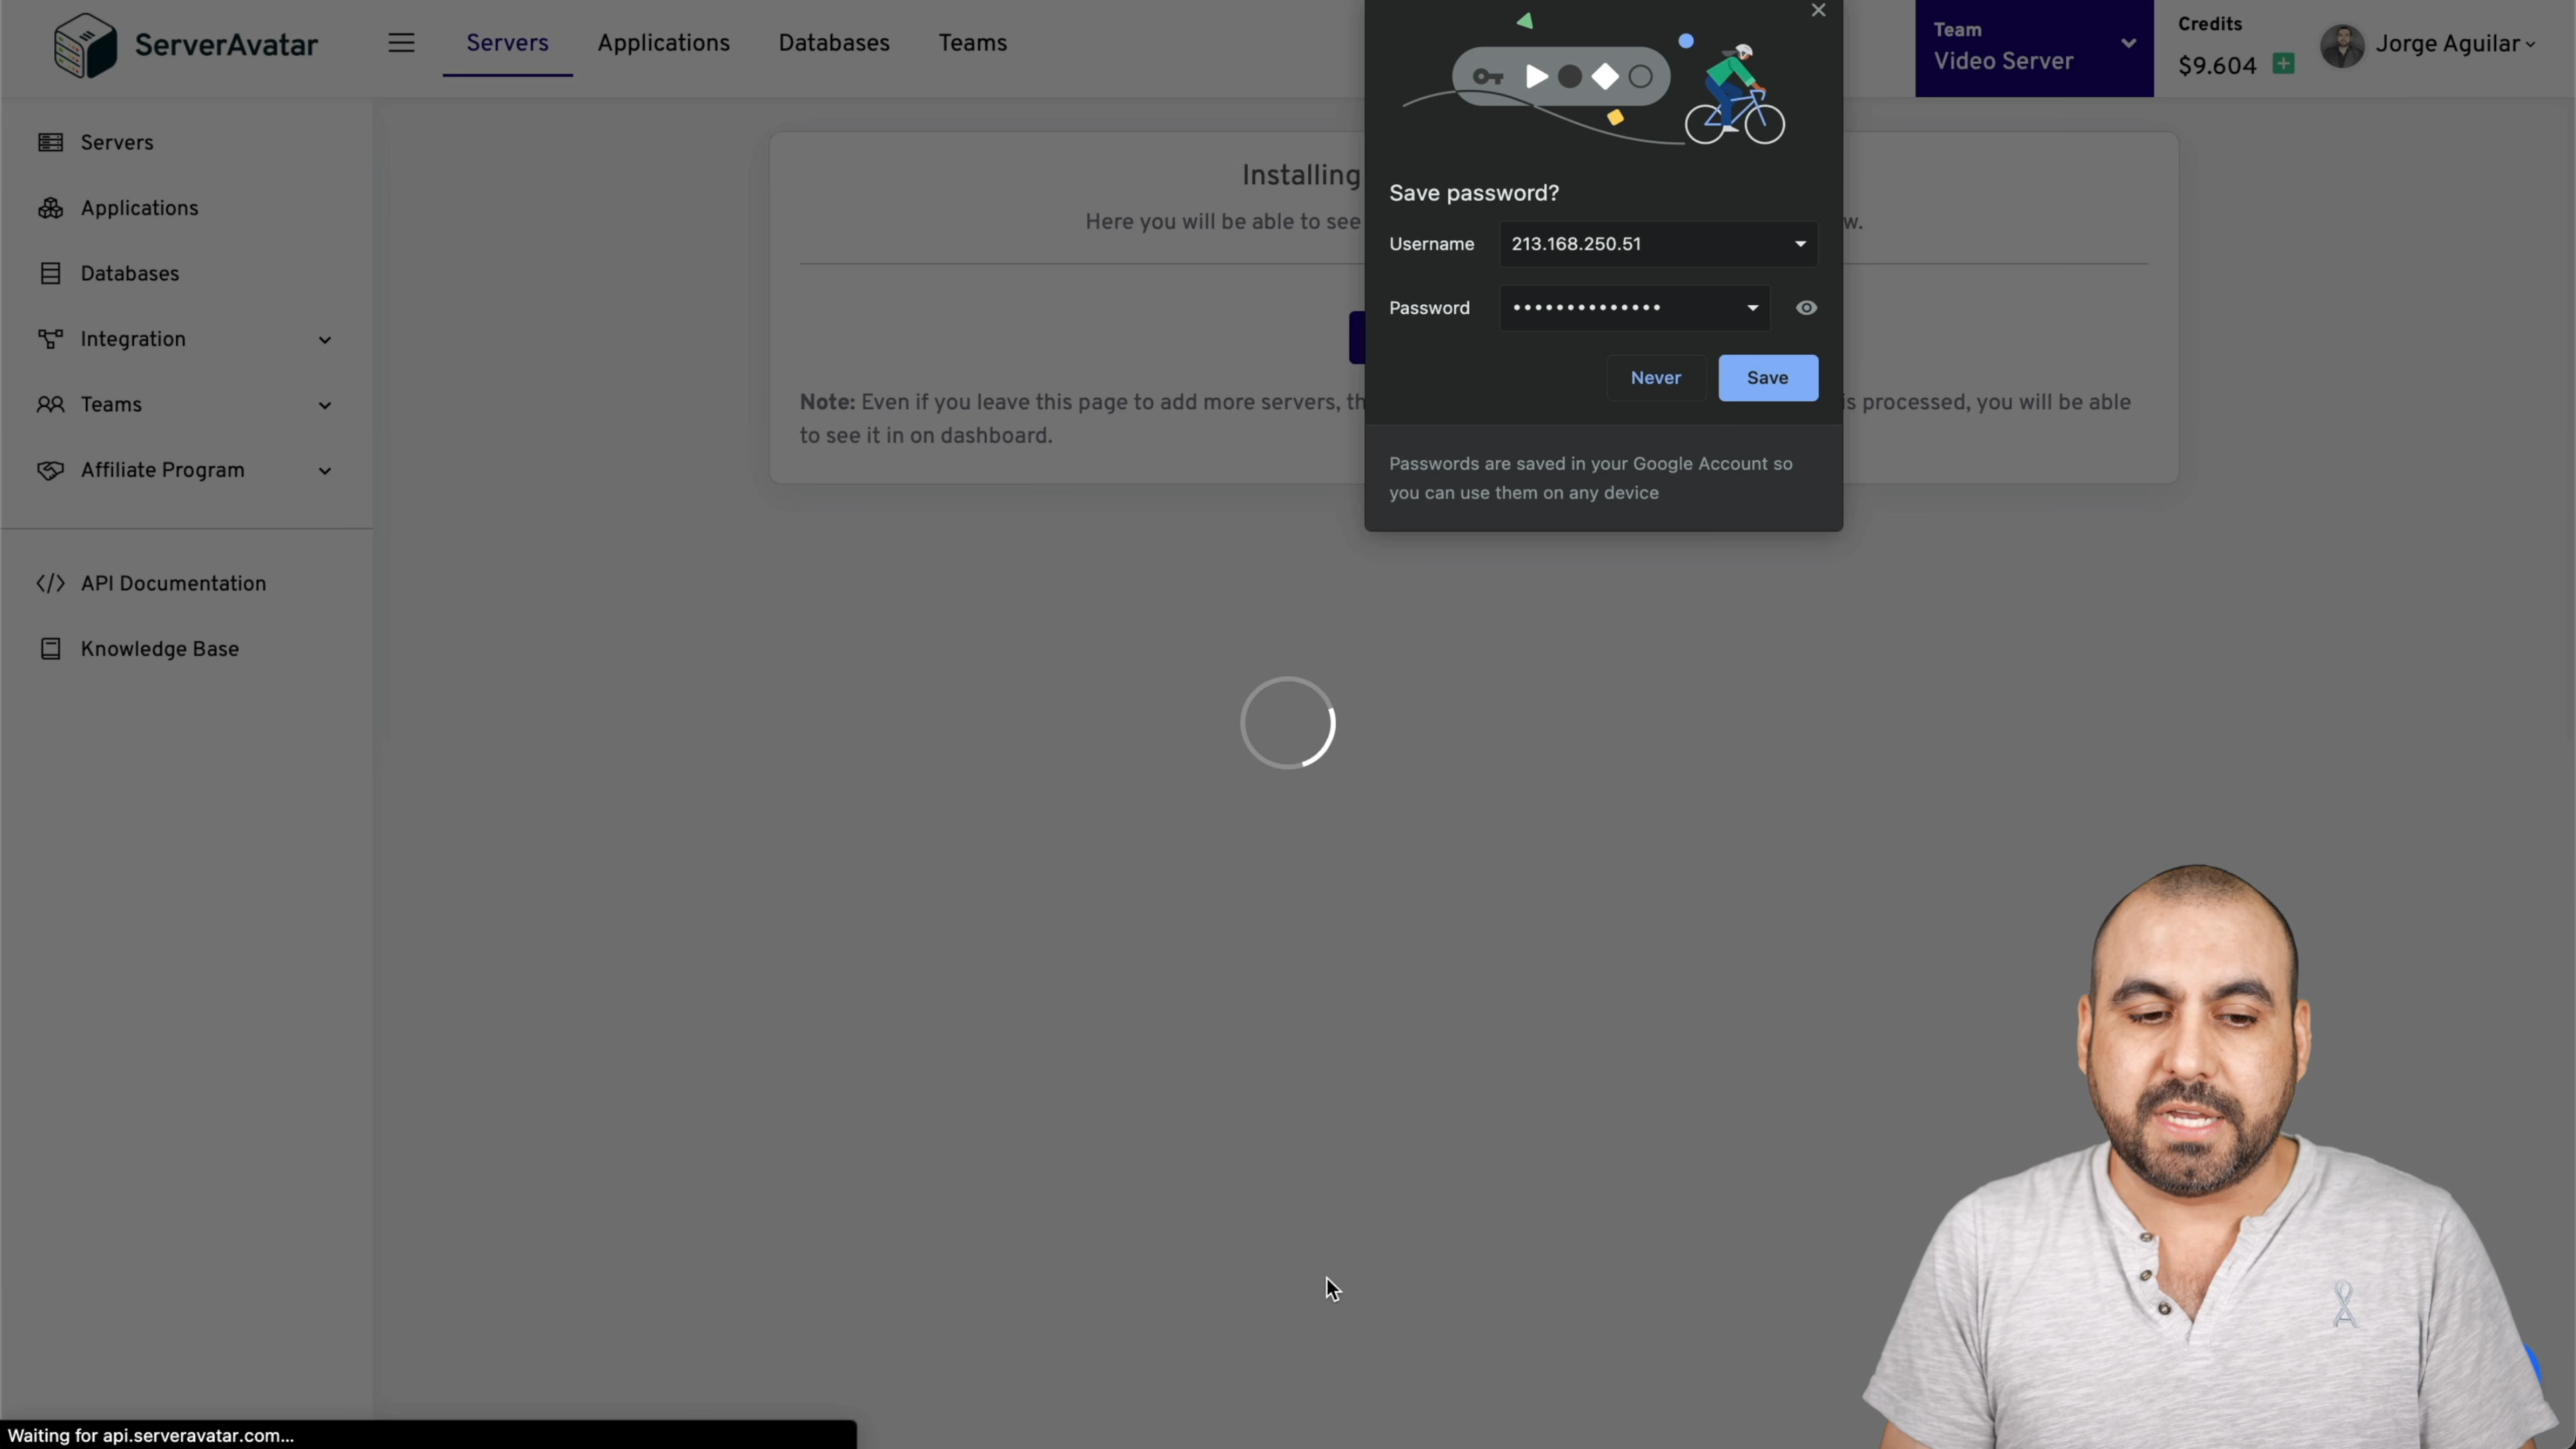 ServerAvatar
Servers
Applications
Databases
Teams
Team
Video Server
Credits
$9.604
Jorge Aguilar
Servers
Applications
Databases
Integration
Teams
Affiliate Program
API Documentation
Knowledge Base
Installing
Here you will be able to see
w.
Note: Even if you leave this page to add more servers, th
is processed, you will be able
to see it in on dashboard.
Save password?
Username
213.168.250.51
Password
Never
Save
Passwords are saved in your Google Account so
you can use them on any device
Waiting for api.serveravatar.com...